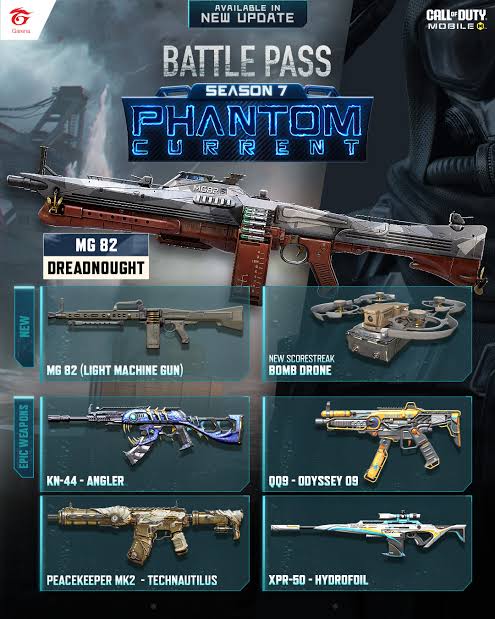 Garena
AVAILABLE IN
NEW UPDATE
CALL OF DUTY
MOBILE
BATTLE PASS
SEASON 7
PHANTOM
CURRENT
MG82
MG 82
DREADNOUGHT
NEW
MG 82 (LIGHT MACHINE GUN)
NEW SCORESTREAK
BOMB DRONE
EPIC WEAPONS
KN-44 - ANGLER
QQ9 - ODYSSEY 09
PEACEKEEPER MK2 - TECHNAUTILUS
XPR-50 - HYDROFOIL